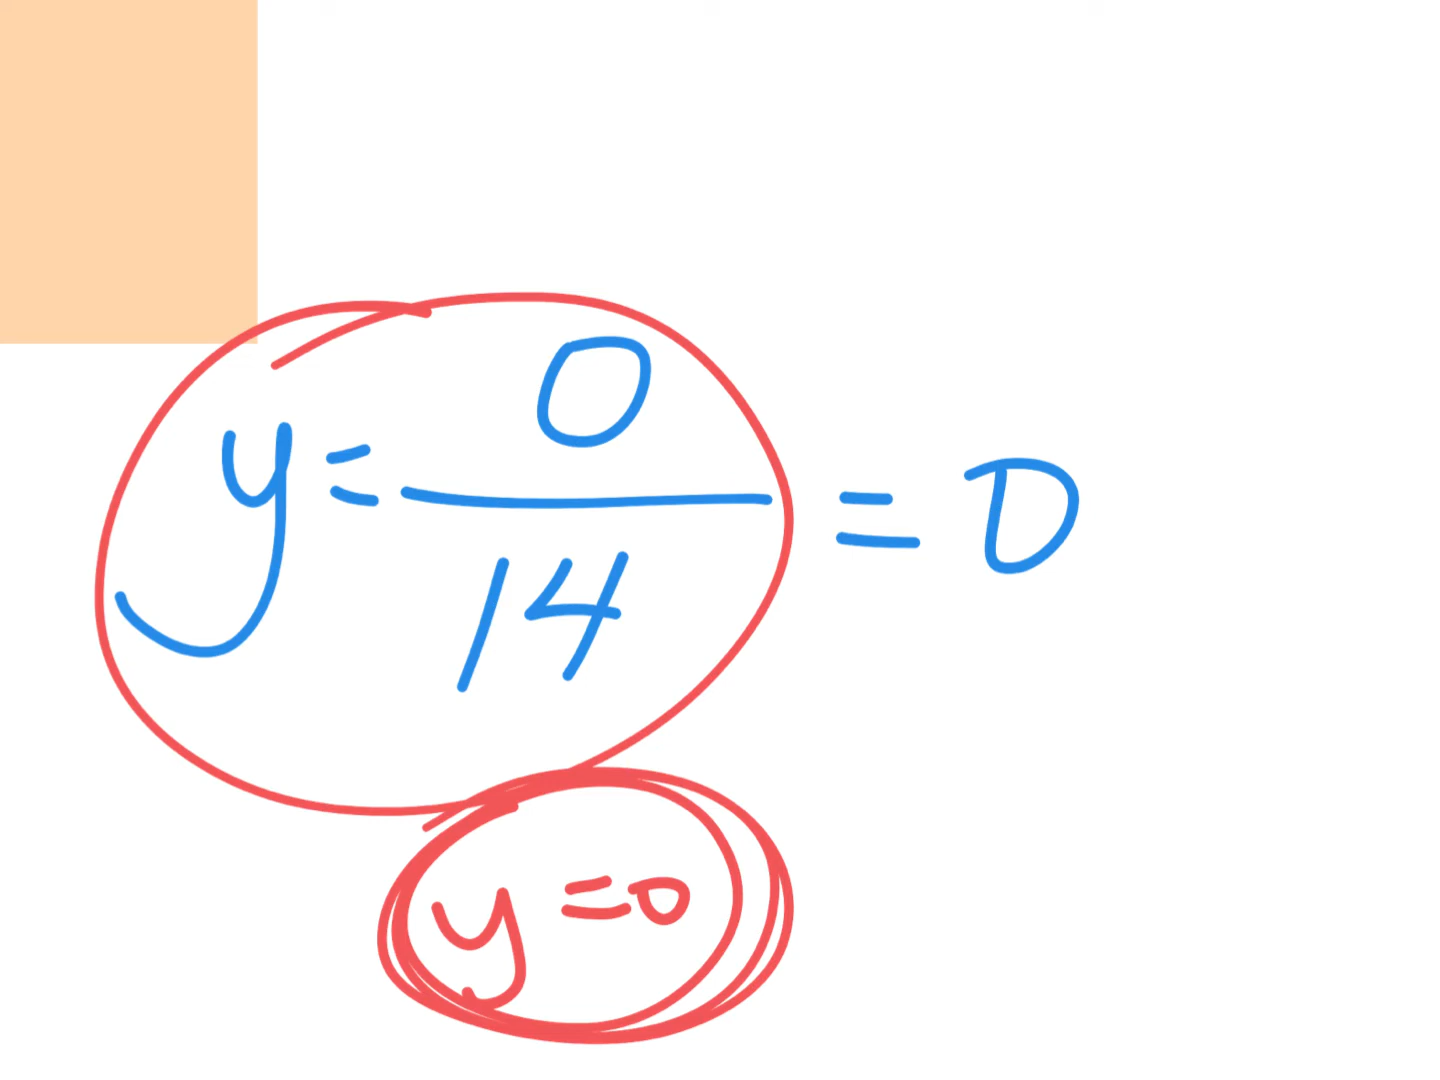 y = 0/14 = 0
y = 0